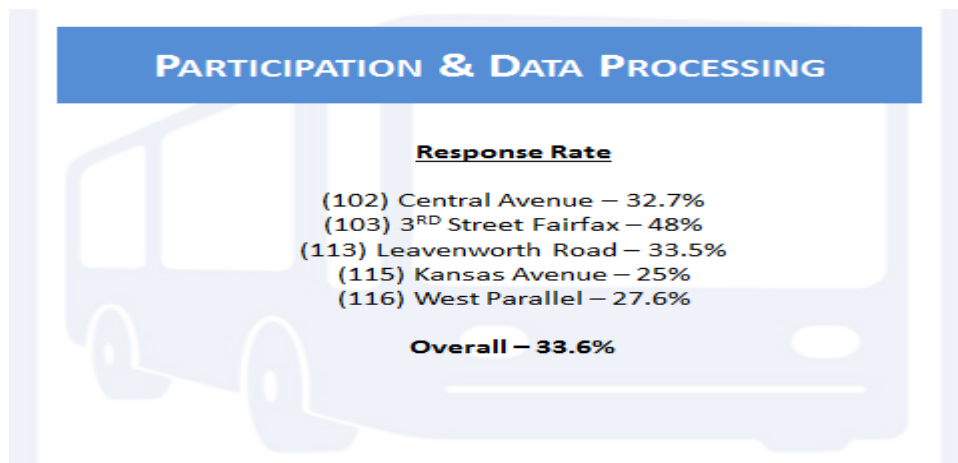 PARTICIPATION & DATA PROCESSING
Response Rate
(102) Central Avenue – 32.7%
(103) 3RD Street Fairfax – 48%
(113) Leavenworth Road – 33.5%
(115) Kansas Avenue – 25%
(116) West Parallel – 27.6%
Overall – 33.6%